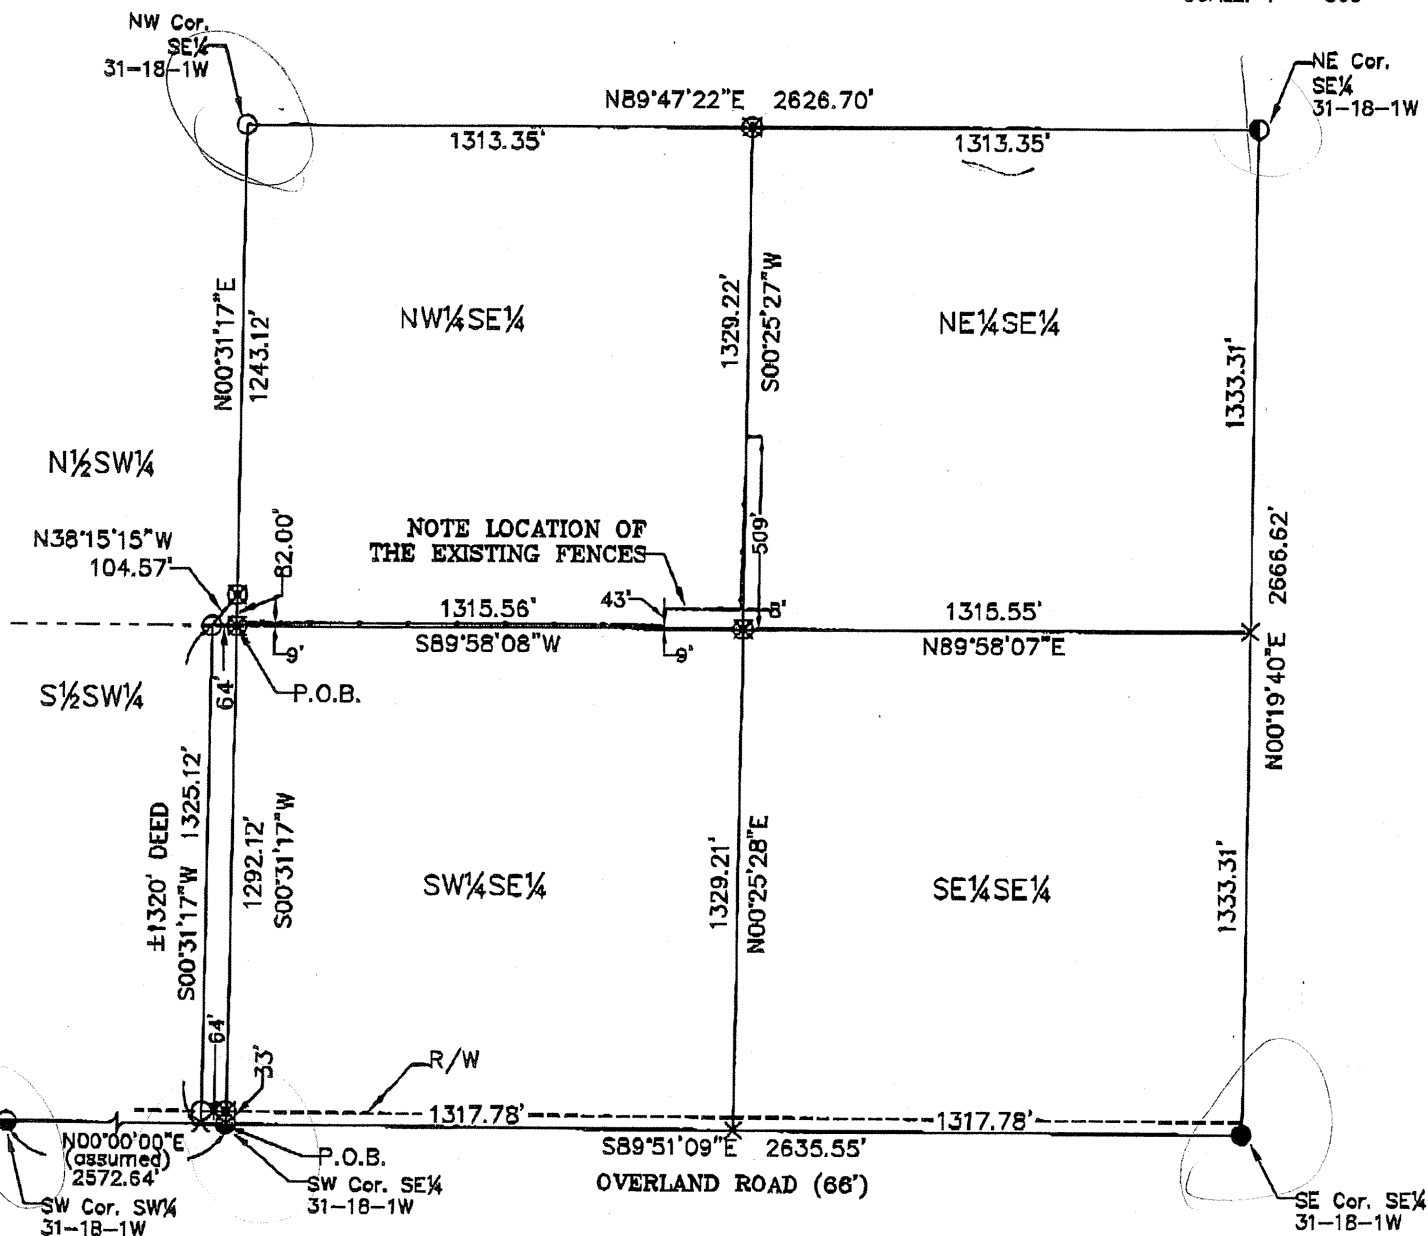 NW Cor.
SE¼
31-18-1W
NE Cor.
SE¼
31-18-1W
N89°47'22"E 2626.70'
1313.35'
1313.35'
N00°31'17"E
1243.12'
NW¼SE¼
1329.22'
S00°25'27"W
NE¼SE¼
1333.31'
N½SW¼
N38°15'15"W
104.57'
82.00'
NOTE LOCATION OF
THE EXISTING FENCES
509'
43'
8'
1315.56'
S89°58'08"W
9'
9'
1315.55'
N89°58'07"E
N00°19'40"E 2666.62'
S½SW¼
64'
P.O.B.
±1320' DEED
S00°31'17"W 1325.12'
1292.12'
S00°31'17"W
SW¼SE¼
1329.21'
N00°25'28"E
SE¼SE¼
1333.31'
64'
33'
R/W
1317.78'
1317.78'
N00°00'00"E
(assumed)
2572.64'
S89°51'09"E 2635.55'
OVERLAND ROAD (66')
P.O.B.
SW Cor. SE¼
31-18-1W
SW Cor. SW¼
31-18-1W
SE Cor. SE¼
31-18-1W